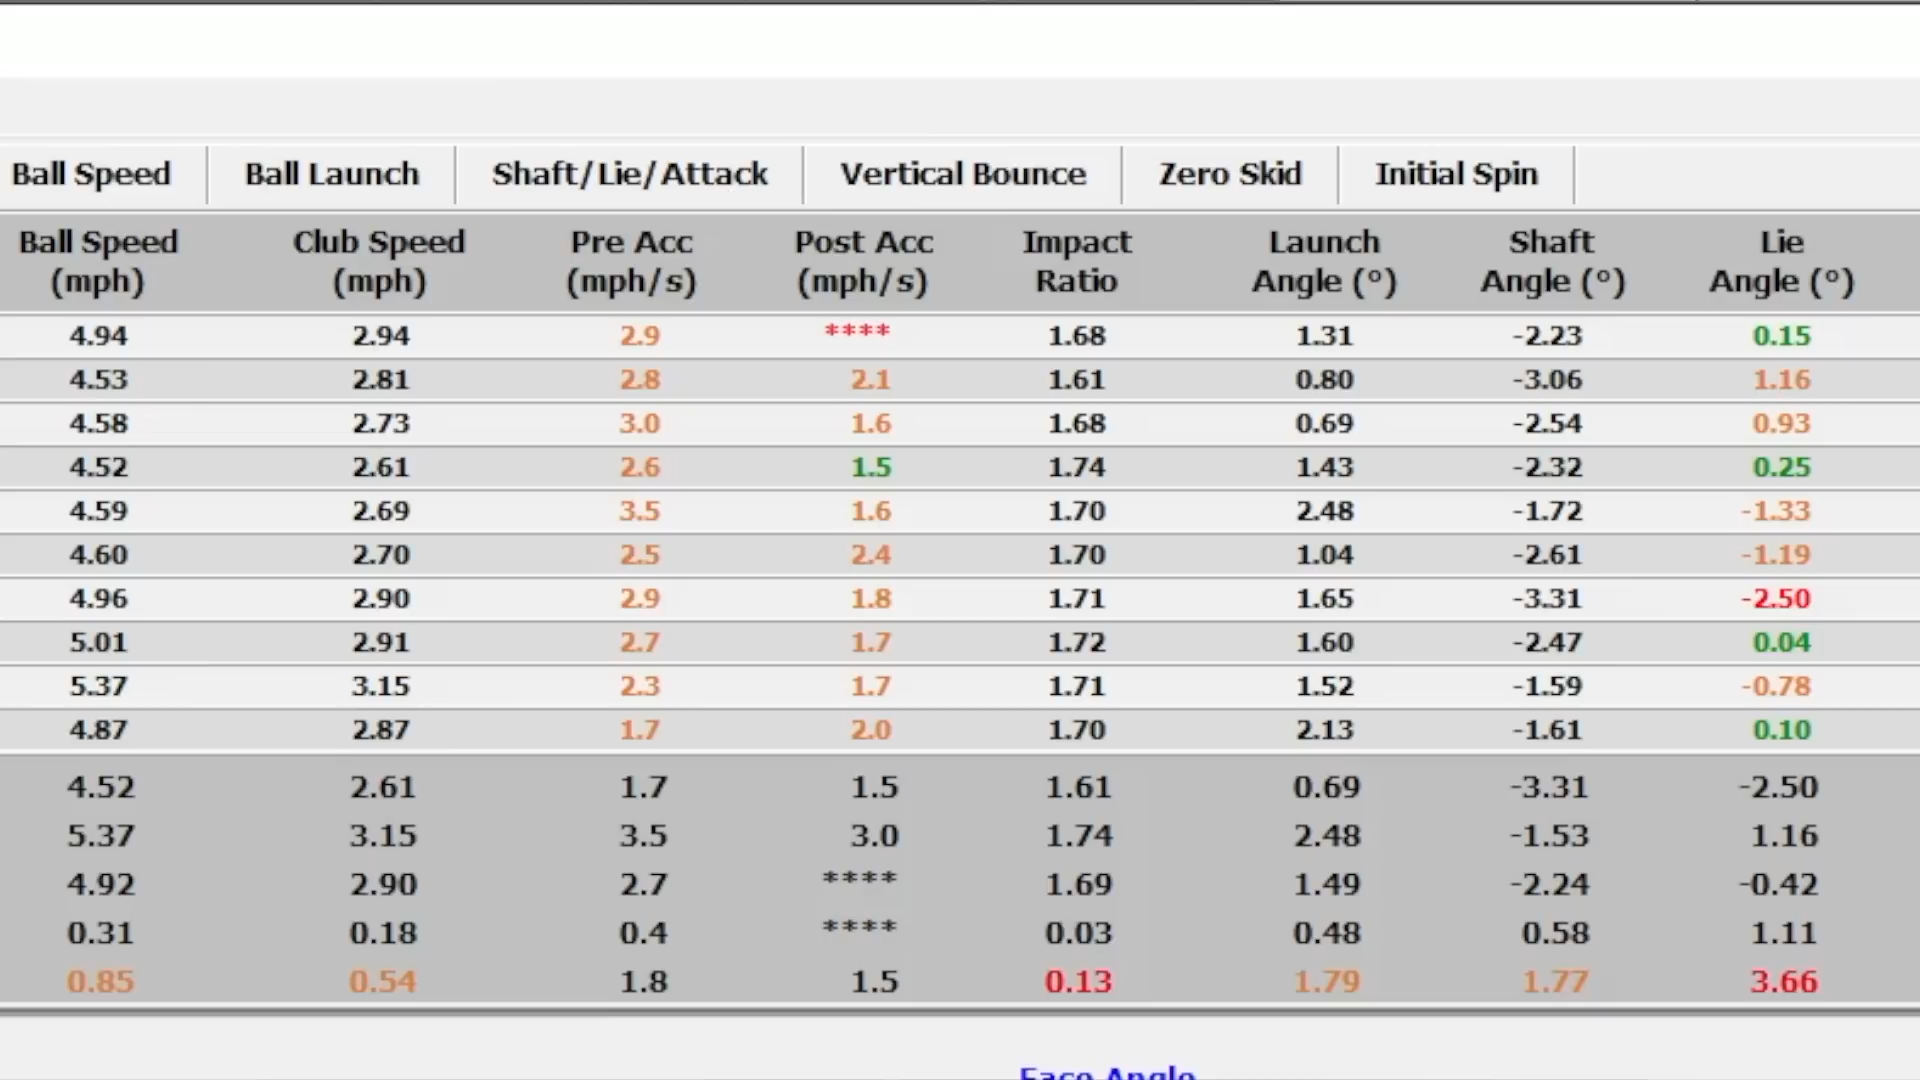 Ball Speed Ball Launch Shaft/Lie/Attack Vertical Bounce Zero Skid Initial Spin
Ball Speed Club Speed Pre Acc Post Acc Impact Launch Shaft Lie
(mph) (mph) (mph/s) (mph/s) Ratio Angle (°) Angle (°) Angle (°)
4.94 2.94 2.9 **** 1.68 1.31 -2.23 0.15
4.53 2.81 2.8 2.1 1.61 0.80 -3.06 1.16
4.58 2.73 3.0 1.6 1.68 0.69 -2.54 0.93
4.52 2.61 2.6 1.5 1.74 1.43 -2.32 0.25
4.59 2.69 3.5 1.6 1.70 2.48 -1.72 -1.33
4.60 2.70 2.5 2.4 1.70 1.04 -2.61 -1.19
4.96 2.90 2.9 1.8 1.71 1.65 -3.31 -2.50
5.01 2.91 2.7 1.7 1.72 1.60 -2.47 0.04
5.37 3.15 2.3 1.7 1.71 1.52 -1.59 -0.78
4.87 2.87 1.7 2.0 1.70 2.13 -1.61 0.10
4.52 2.61 1.7 1.5 1.61 0.69 -3.31 -2.50
5.37 3.15 3.5 3.0 1.74 2.48 -1.53 1.16
4.92 2.90 2.7 **** 1.69 1.49 -2.24 -0.42
0.31 0.18 0.4 **** 0.03 0.48 0.58 1.11
0.85 0.54 1.8 1.5 0.13 1.79 1.77 3.66
Face Angle